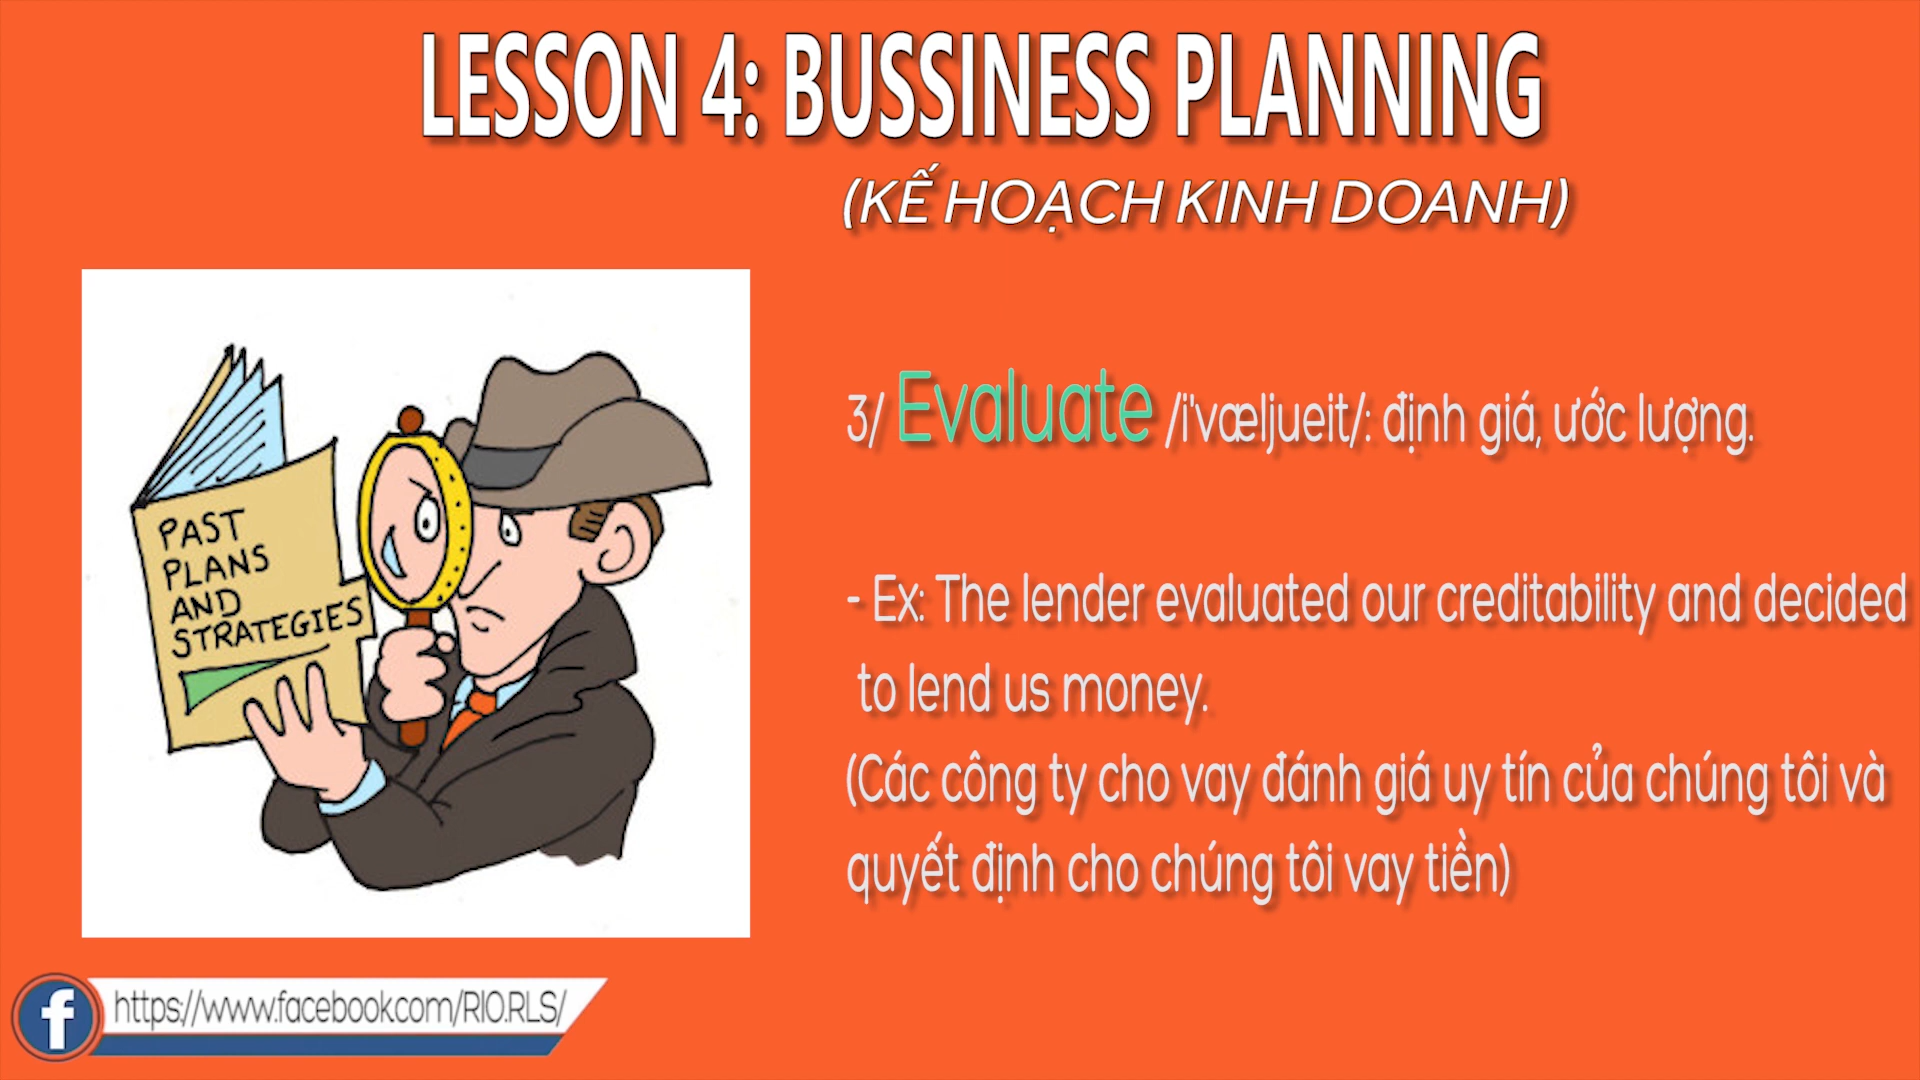 LESSON 4: BUSSINESS PLANNING
(KẾ HOẠCH KINH DOANH)
PAST
PLANS
AND
STRATEGIES
3/ Evaluate /i'væljueit/: định giá, ước lượng.
- Ex: The lender evaluated our creditability and decided
to lend us money.
(Các công ty cho vay đánh giá uy tín của chúng tôi và
quyết định cho chúng tôi vay tiền)
f https://www.facebook.com/RIO.RLS/